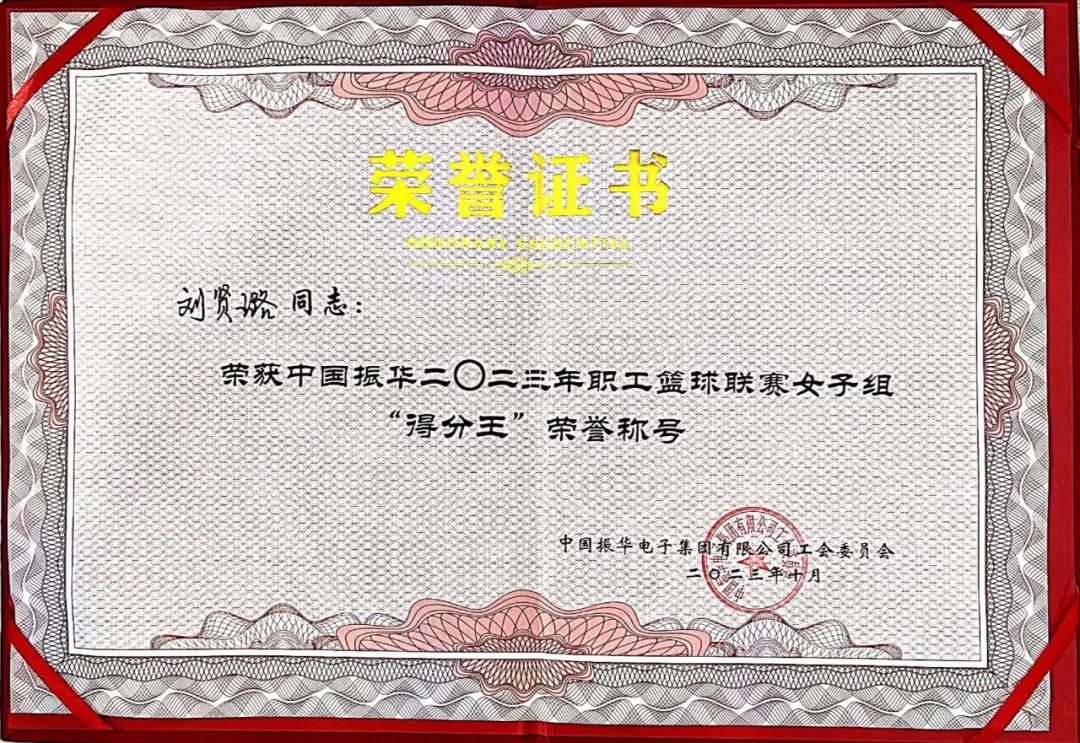 荣誉证书
HONORARY CREDENTIAL
刘贤璐 同志：
荣获中国振华二〇二三年职工篮球联赛女子组
“得分王”荣誉称号
中国振华电子集团有限公司工会委员会
二〇二三年十月